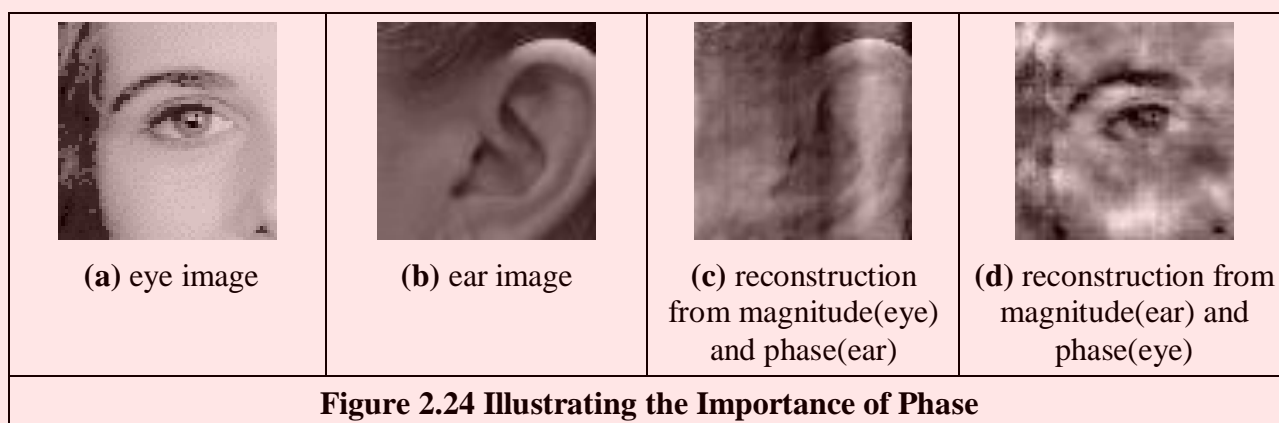 (a) eye image
(b) ear image
(c) reconstruction
from magnitude(eye)
and phase(ear)
(d) reconstruction from
magnitude(ear) and
phase(eye)
Figure 2.24 Illustrating the Importance of Phase